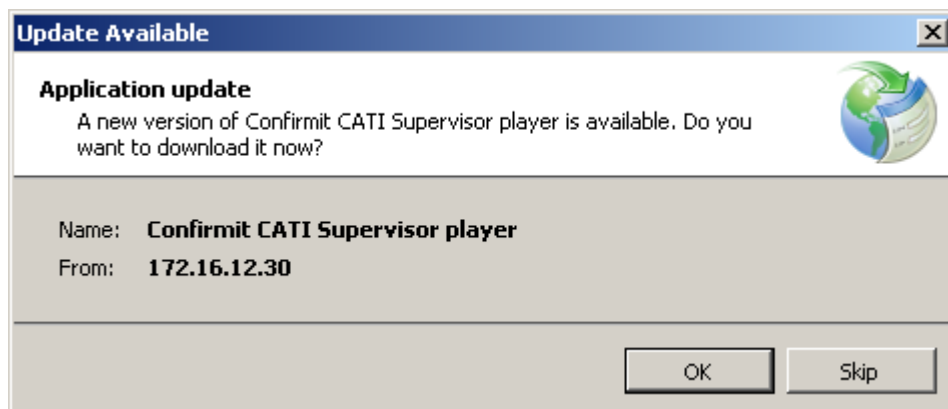 Update Available
Application update
A new version of Confirmit CATI Supervisor player is available. Do you
want to download it now?
Name: Confirmit CATI Supervisor player
From: 172.16.12.30
OK Skip